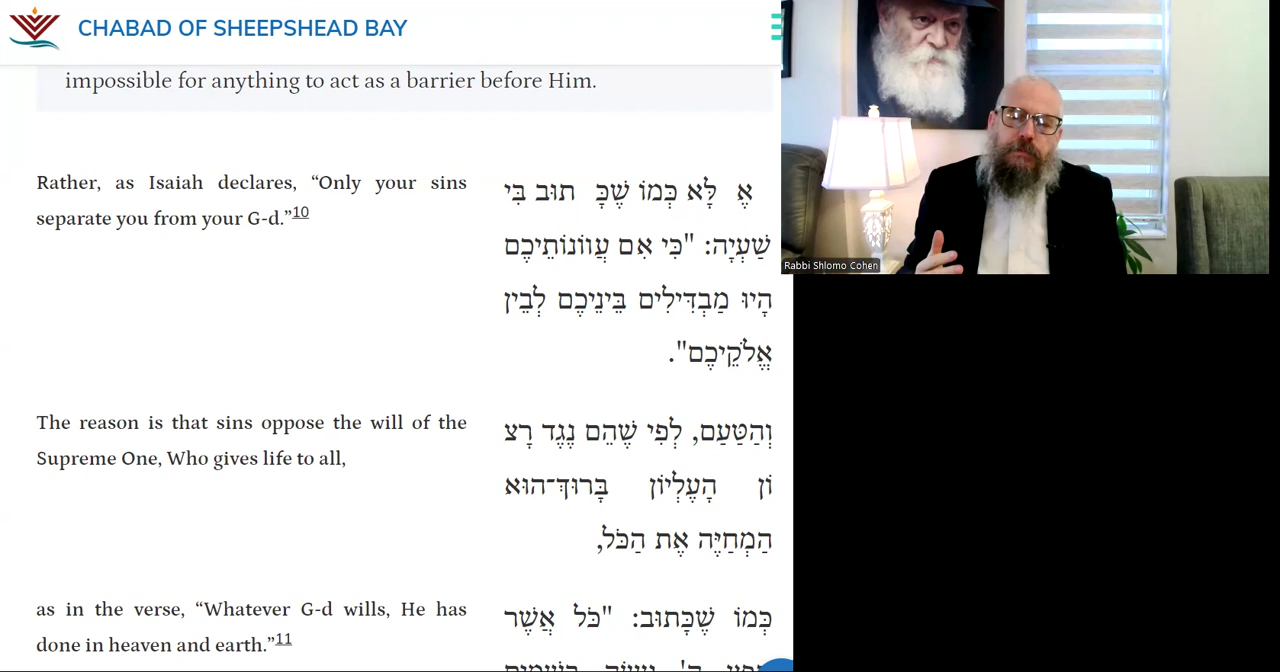 CHABAD OF SHEEPSHEAD BAY
impossible for anything to act as a barrier before Him.
Rather, as Isaiah declares, “Only your sins
separate you from your G-d.”10
אֶ לָּא כְּמוֹ שֶׁכָּ תוּב בִּי
שַׁעְיָה: "כִּי אִם עֲווֹנוֹתֵיכֶם
הָיוּ מַבְדִּילִים בֵּינֵיכֶם לְבֵין
אֱלֹקֵיכֶם".
The reason is that sins oppose the will of the
Supreme One, Who gives life to all,
וְהַטַּעַם, לְפִי שֶׁהֵם נֶגֶד רָצ
וֹן הָעֶלְיוֹן בָּרוּךְ־הוּא
הַמְחַיֶּה אֶת הַכֹּל,
as in the verse, “Whatever G-d wills, He has
done in heaven and earth.”11
כְּמוֹ שֶׁכָּתוּב: "כֹּל אֲשֶׁר
Rabbi Shlomo Cohen